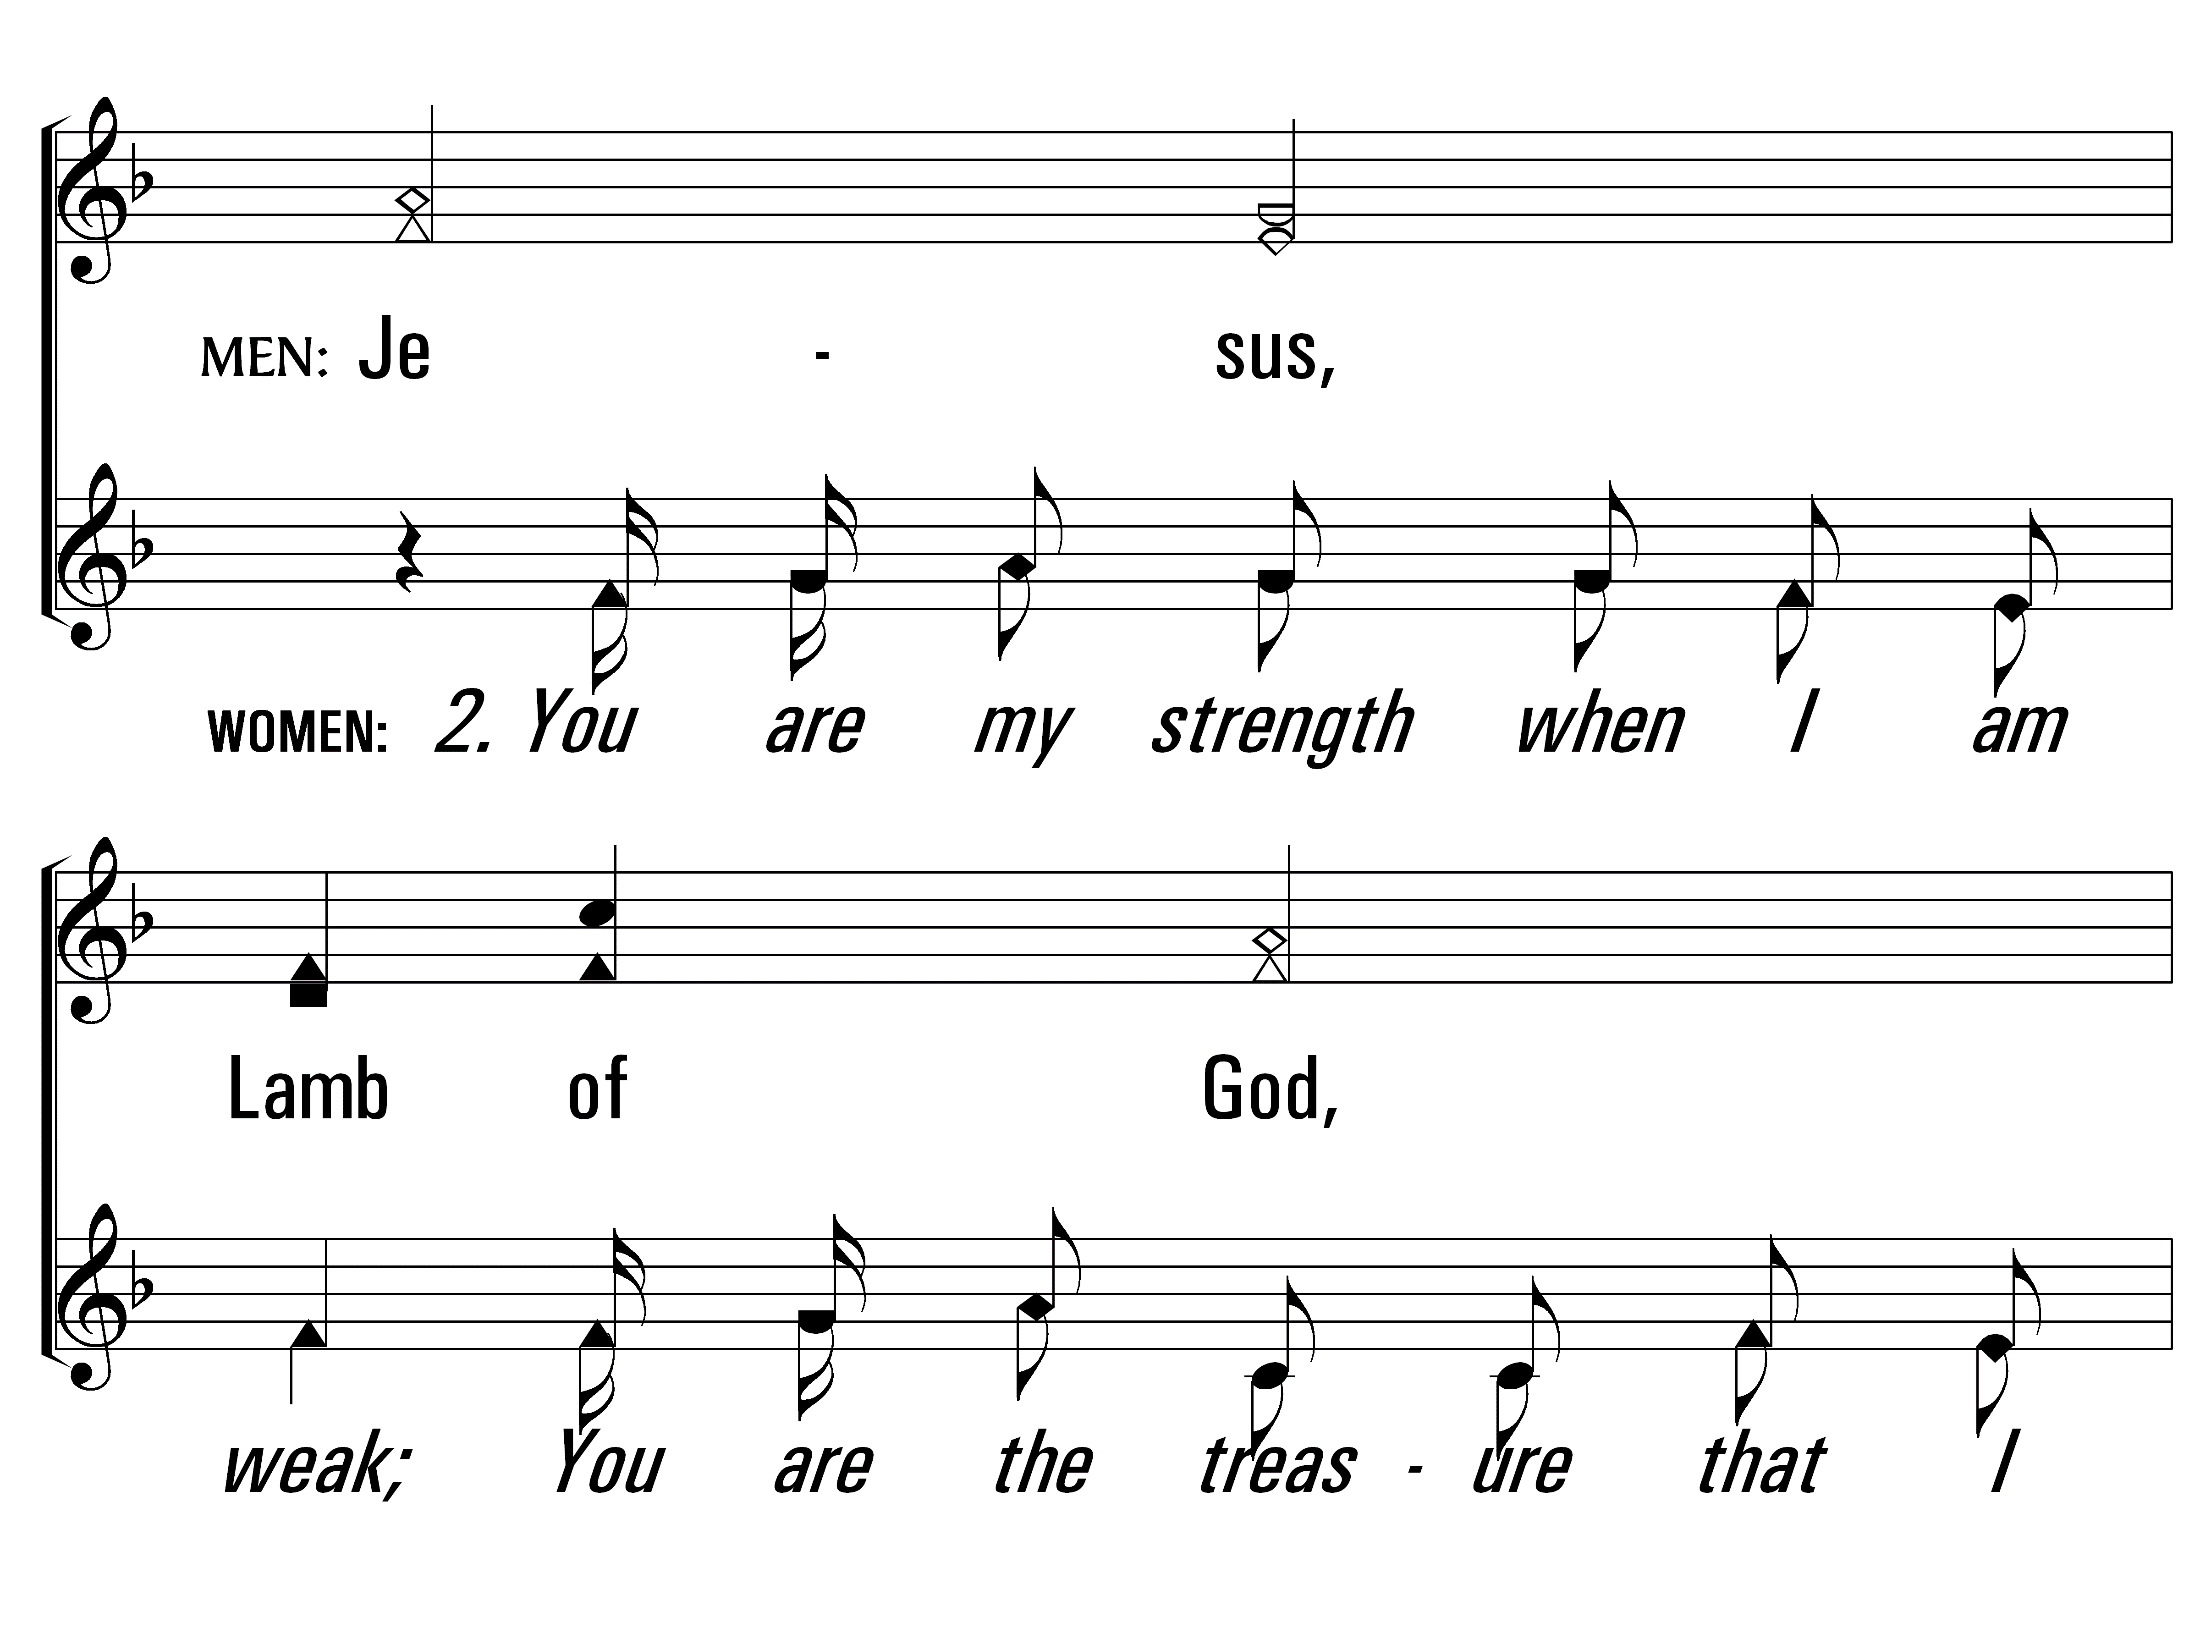 MEN: Je - sus,
WOMEN: 2. You are my strength when I am
Lamb of God,
weak; You are the treas - ure that I